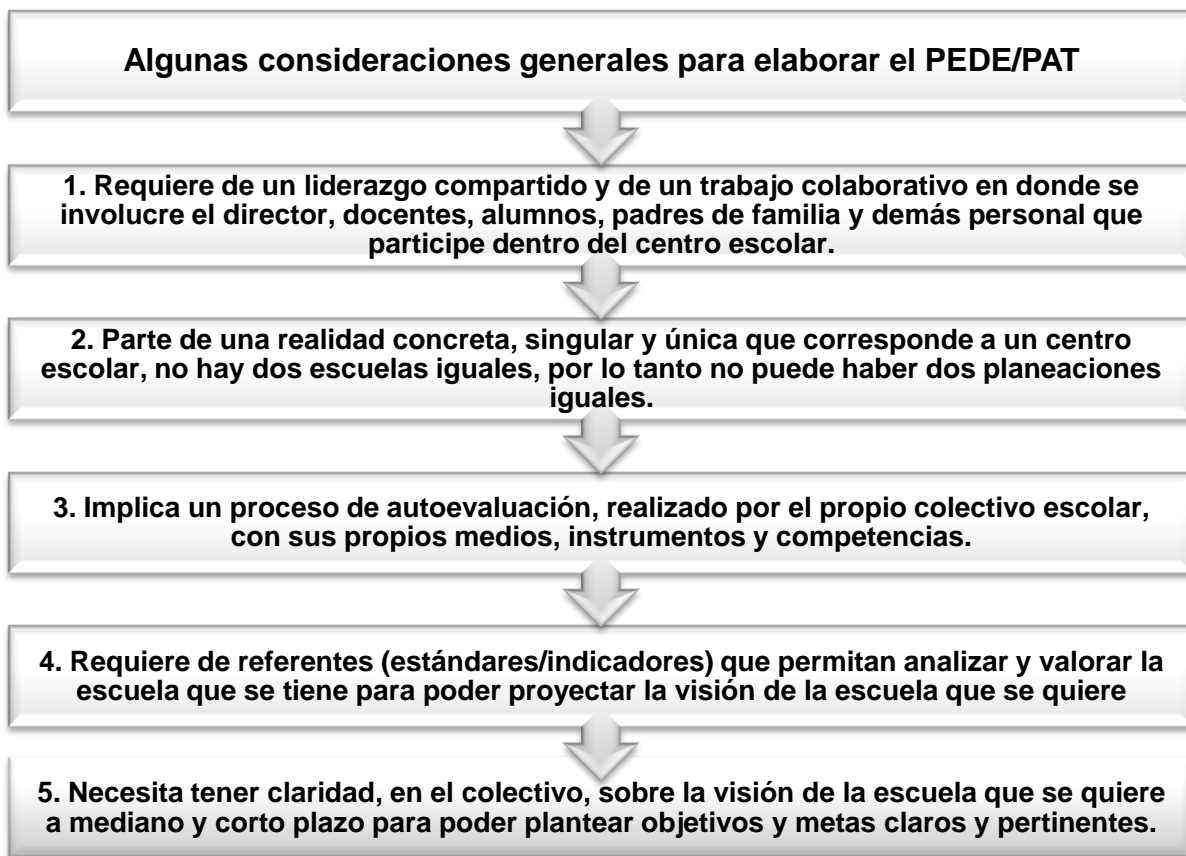 Algunas consideraciones generales para elaborar el PEDE/PAT
1. Requiere de un liderazgo compartido y de un trabajo colaborativo en donde se
involucre el director, docentes, alumnos, padres de familia y demás personal que
participe dentro del centro escolar.
2. Parte de una realidad concreta, singular y única que corresponde a un centro
escolar, no hay dos escuelas iguales, por lo tanto no puede haber dos planeaciones
iguales.
3. Implica un proceso de autoevaluación, realizado por el propio colectivo escolar,
con sus propios medios, instrumentos y competencias.
4. Requiere de referentes (estándares/indicadores) que permitan analizar y valorar la
escuela que se tiene para poder proyectar la visión de la escuela que se quiere
5. Necesita tener claridad, en el colectivo, sobre la visión de la escuela que se quiere
a mediano y corto plazo para poder plantear objetivos y metas claros y pertinentes.